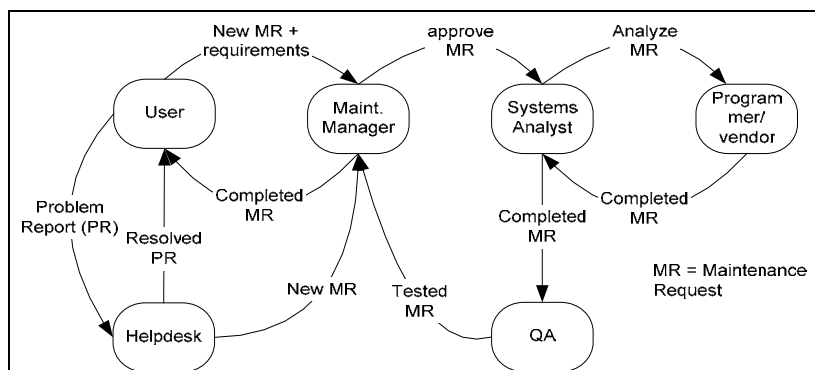 New MR +
requirements
approve
MR
Analyze
MR
User
Maint.
Manager
Systems
Analyst
Program
mer/
vendor
Completed
MR
Completed
MR
Problem
Report (PR)
Resolved
PR
Completed
MR
New MR
Tested
MR
MR = Maintenance
Request
Helpdesk
QA